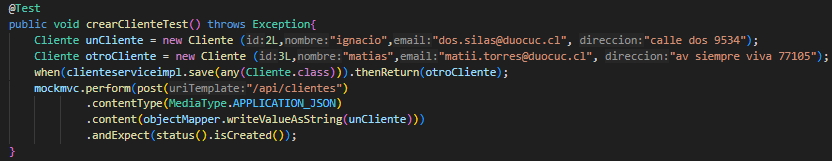 @Test
public void crearClienteTest() throws Exception{
Cliente unCliente = new Cliente (id:2L,nombre:"ignacio",email:"dos.silas@duocuc.cl", direccion:"calle dos 9534");
Cliente otroCliente = new Cliente (id:3L,nombre:"matias",email:"matii.torres@duocuc.cl", direccion:"av siempre viva 77105");
when(clienteserviceimpl.save(any(Cliente.class))).thenReturn(otroCliente);
mockmvc.perform(post(uriTemplate:"/api/clientes")
.contentType(MediaType.APPLICATION_JSON)
.content(objectMapper.writeValueAsString(unCliente)))
.andExpect(status().isCreated());
}